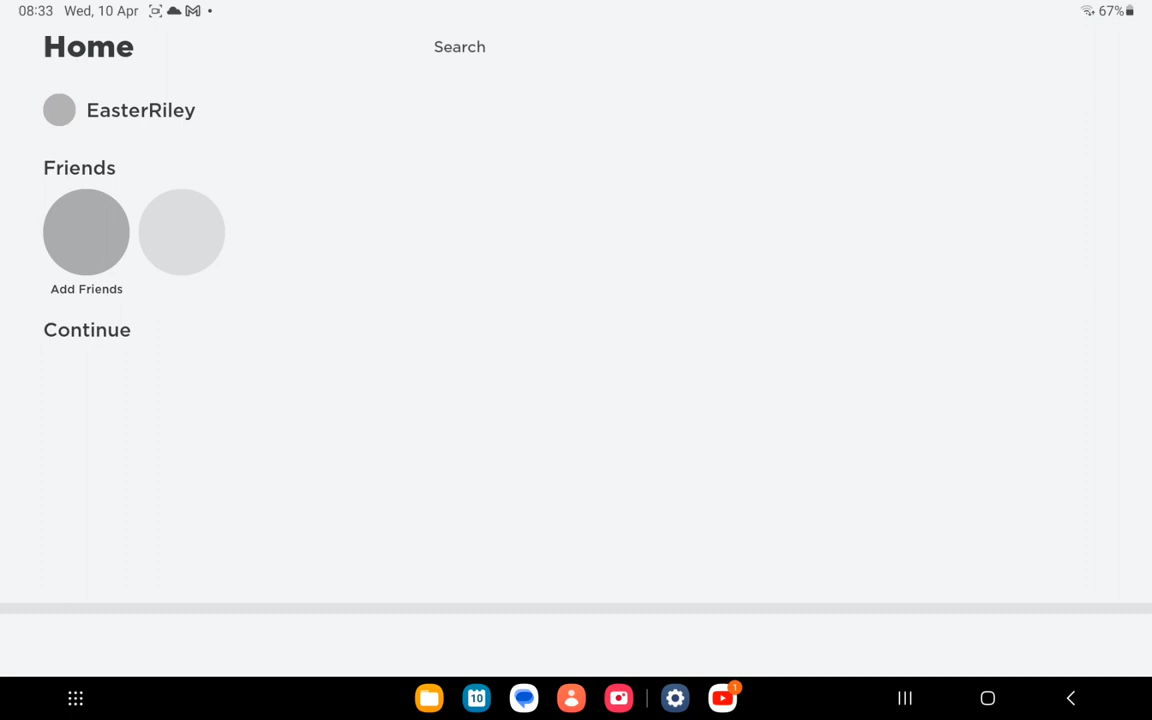 08:33 Wed, 10 Apr 67%
Home Search
EasterRiley
Friends
Add Friends
Continue
10
1